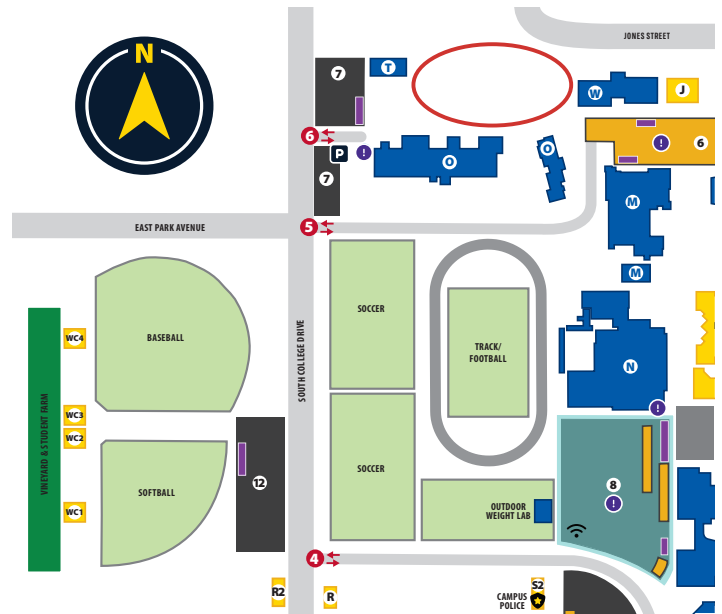 N
JONES STREET
7
T
W
J
6
!
6
P
!
O
O
7
M
5
EAST PARK AVENUE
M
SOCCER
WC4
BASEBALL
SOUTH COLLEGE DRIVE
TRACK/
FOOTBALL
N
VINEYARD & STUDENT FARM
WC3
WC2
!
SOCCER
12
8
!
SOFTBALL
WC1
OUTDOOR
WEIGHT LAB
4
R2
R
S2
CAMPUS
POLICE